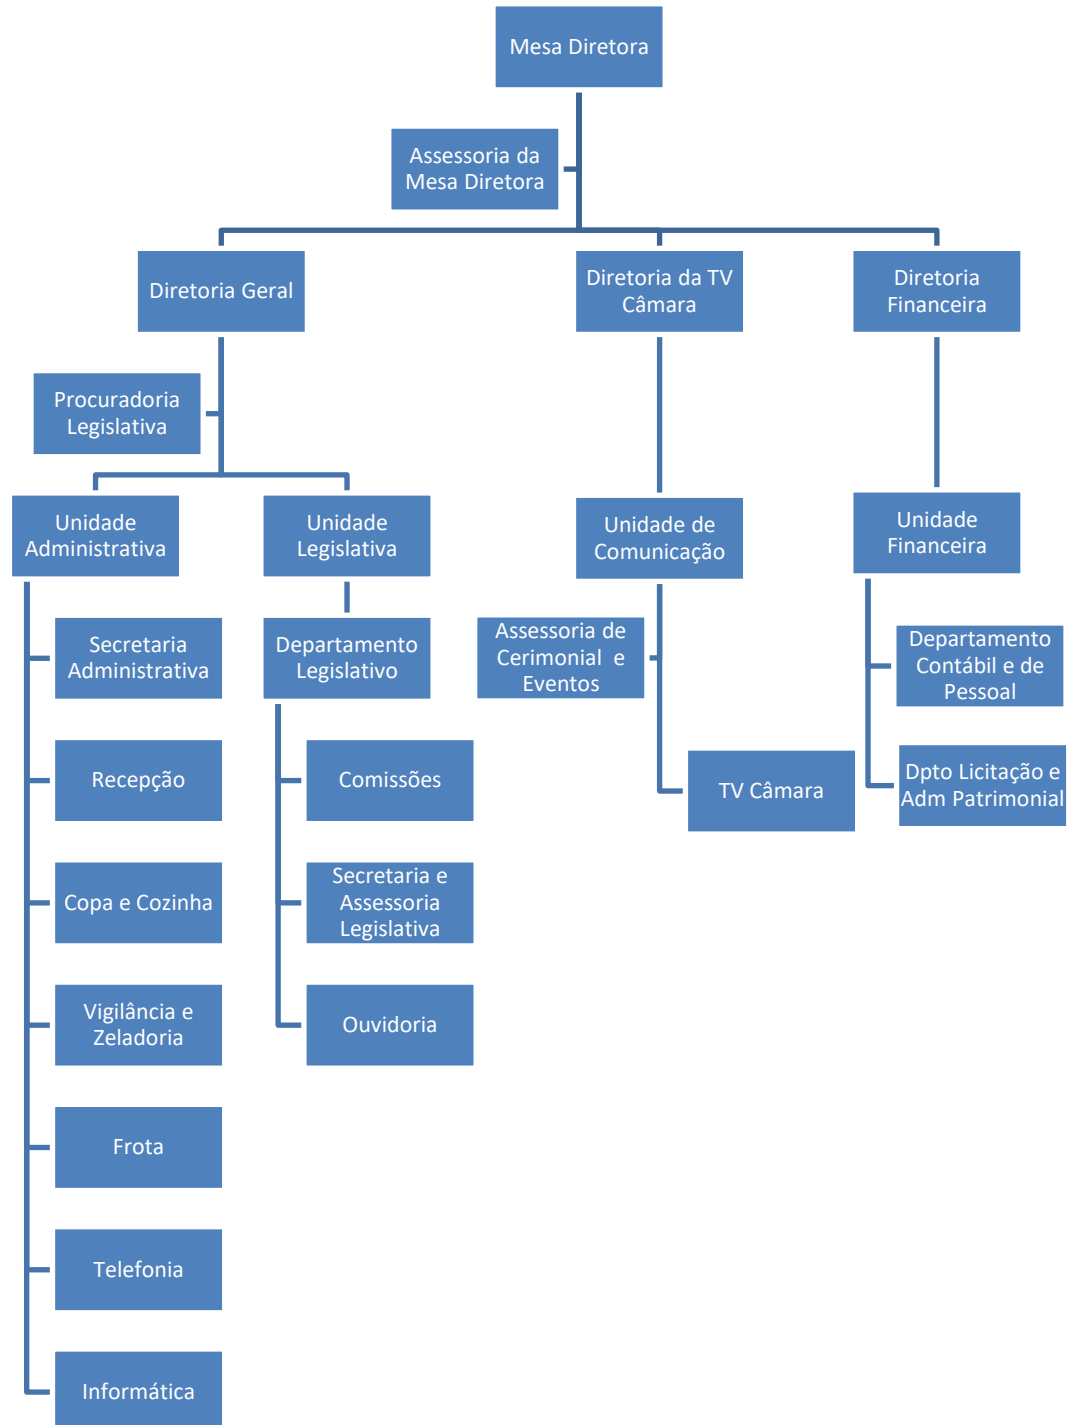 Mesa Diretora
Assessoria da
Mesa Diretora
Diretoria Geral
Diretoria da TV
Câmara
Diretoria
Financeira
Procuradoria
Legislativa
Unidade
Administrativa
Unidade
Legislativa
Unidade de
Comunicação
Unidade
Financeira
Secretaria
Administrativa
Departamento
Legislativo
Assessoria de
Cerimonial e
Eventos
Departamento
Contábil e de
Pessoal
Recepção
Comissões
TV Câmara
Dpto Licitação e
Adm Patrimonial
Copa e Cozinha
Secretaria e
Assessoria
Legislativa
Vigilância e
Zeladoria
Ouvidoria
Frota
Telefonia
Informática